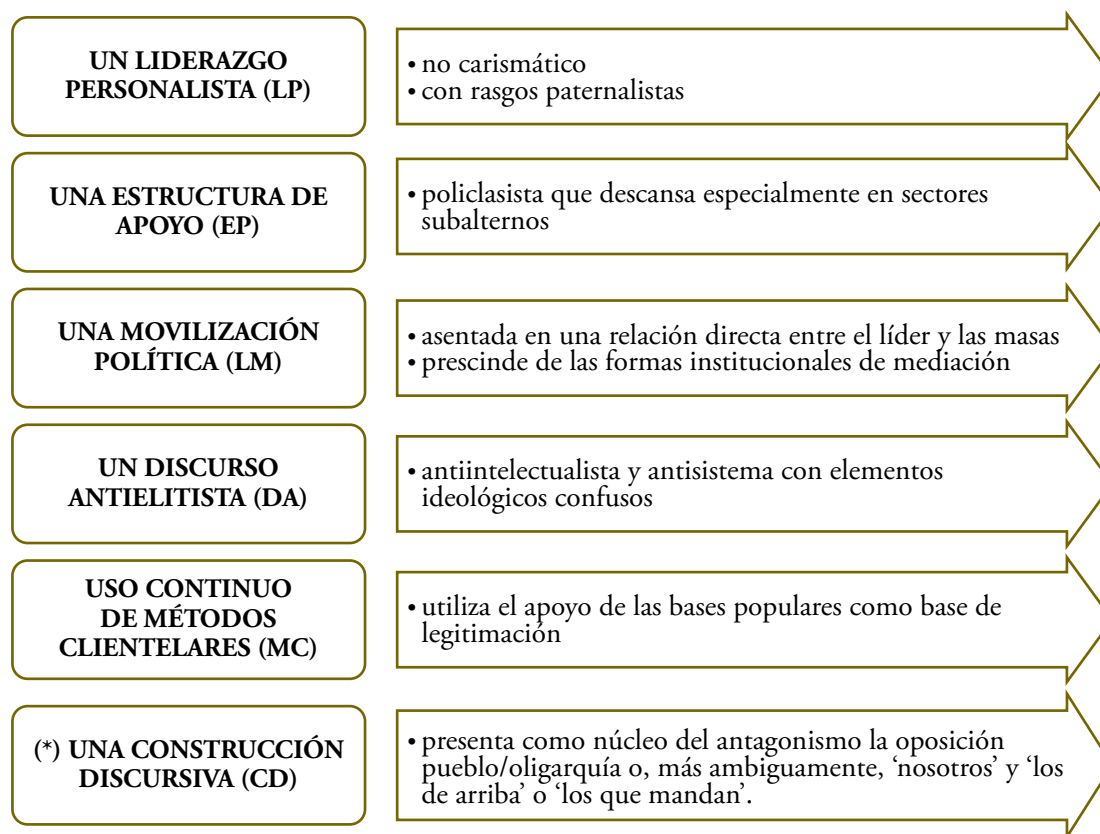 UN LIDERAZGO
PERSONALISTA (LP)
• no carismático
• con rasgos paternalistas
UNA ESTRUCTURA DE
APOYO (EP)
• policlasista que descansa especialmente en sectores
subalternos
UNA MOVILIZACIÓN
POLÍTICA (LM)
• asentada en una relación directa entre el líder y las masas
• prescinde de las formas institucionales de mediación
UN DISCURSO
ANTIELITISTA (DA)
• antiintelectualista y antisistema con elementos
ideológicos confusos
USO CONTINUO
DE MÉTODOS
CLIENTELARES (MC)
• utiliza el apoyo de las bases populares como base de
legitimación
(*) UNA CONSTRUCCIÓN
DISCURSIVA (CD)
• presenta como núcleo del antagonismo la oposición
pueblo/oligarquía o, más ambiguamente, ‘nosotros’ y ‘los
de arriba’ o ‘los que mandan’.